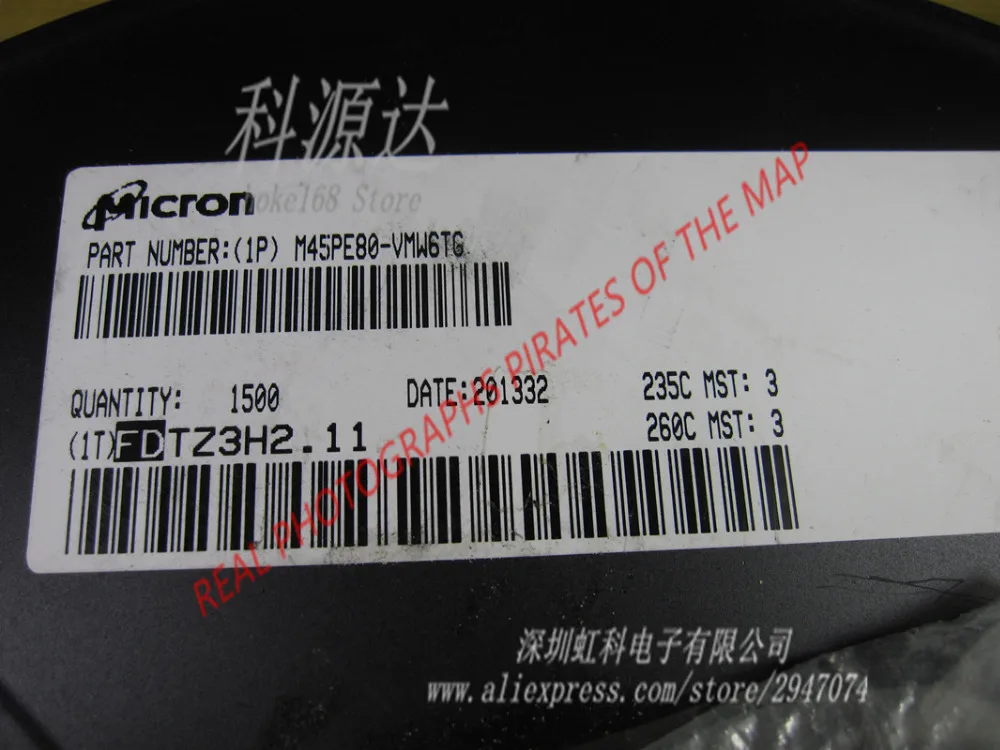 科源达
Micron
hoke168 Store
PART NUMBER:(1P) M45PE80-VMW6TG
QUANTITY: 1500
DATE:201332
235C MST: 3
260C MST: 3
(1T)FDTZ3H2.11
REAL PHOTOGRAPHS PIRATES OF THE MAP
深圳虹科电子有限公司
www.aliexpress.com/store/2947074